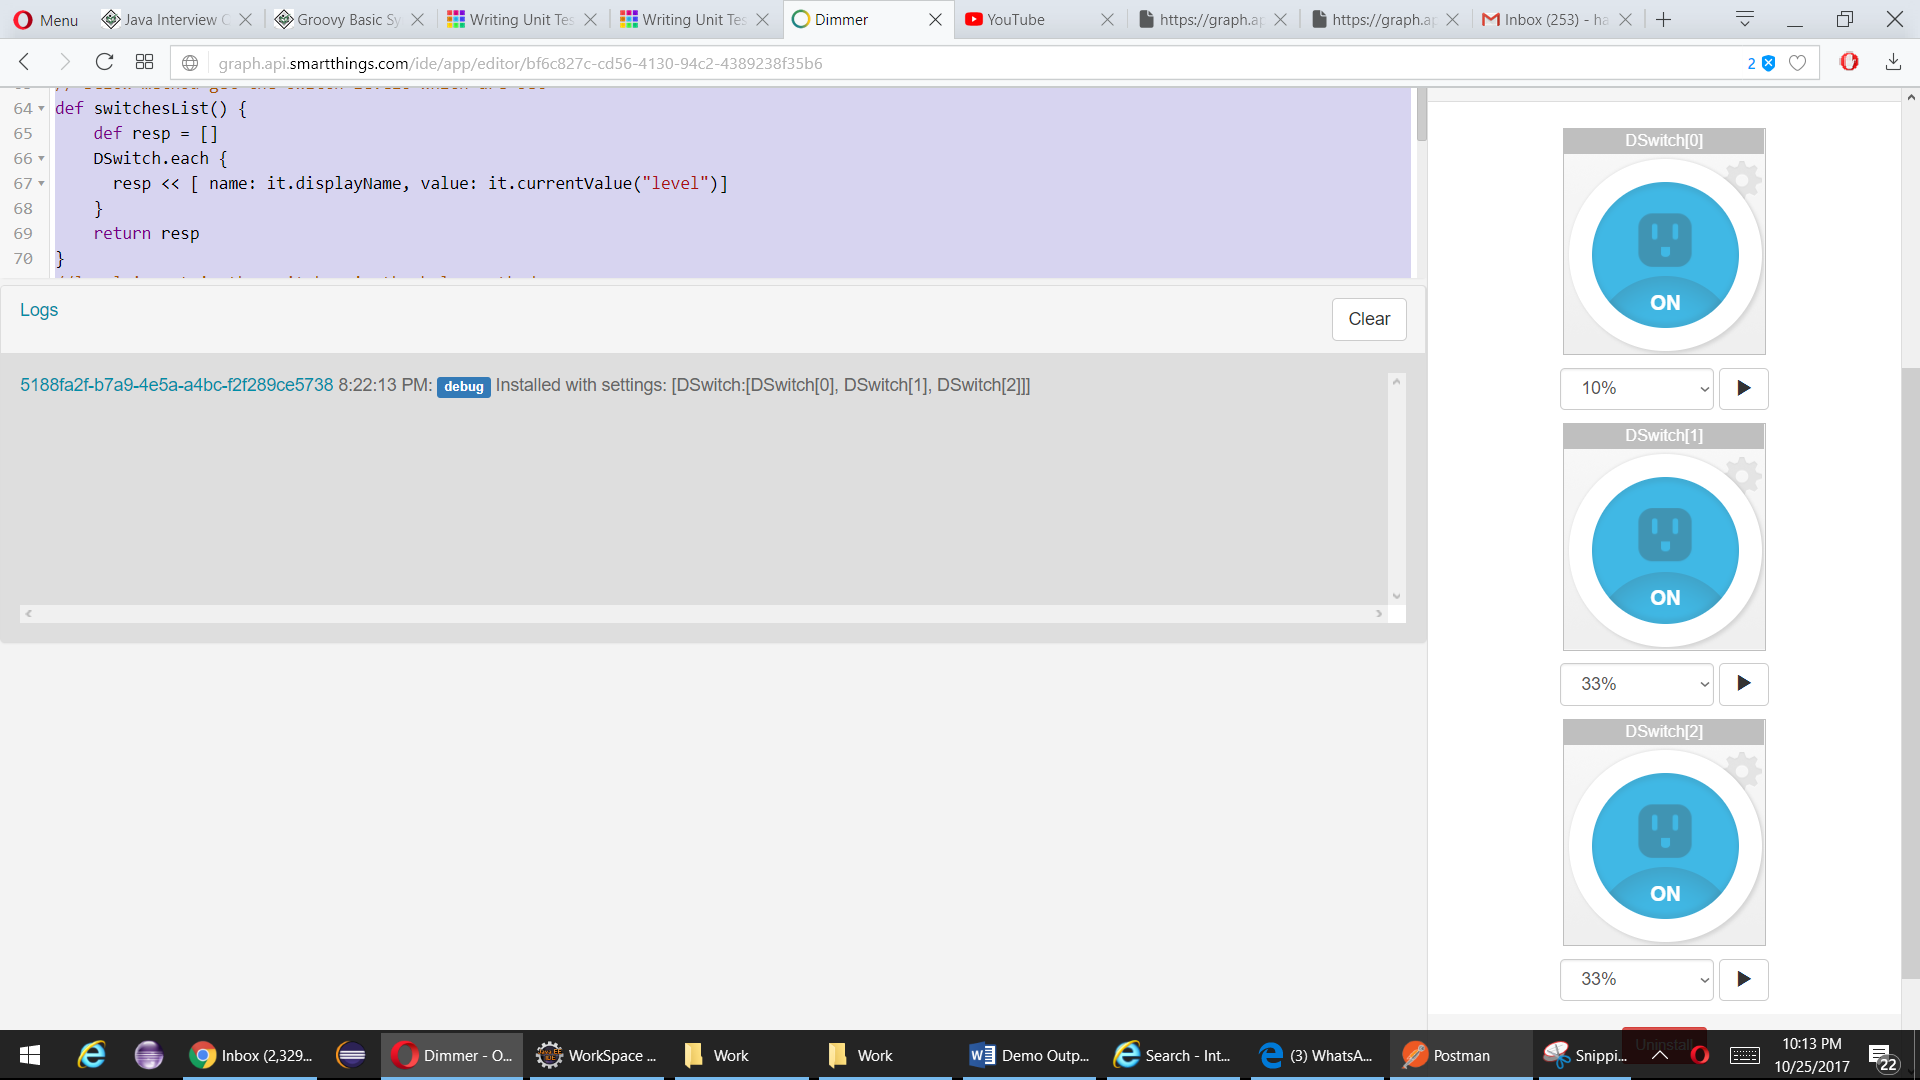 Menu
Java Interview
Groovy Basic Sy
Writing Unit Tes
Writing Unit Tes
Dimmer
YouTube
https://graph.ap
https://graph.ap
Inbox (253) - ha
graph.api.smartthings.com/ide/app/editor/bf6c827c-cd56-4130-94c2-4389238f35b6
2
64 def switchesList() {
65 def resp = []
66 DSwitch.each {
67 resp << [ name: it.displayName, value: it.currentValue("level")]
68 }
69 return resp
70 }
Logs
Clear
5188fa2f-b7a9-4e5a-a4bc-f2f289ce5738 8:22:13 PM: debug Installed with settings: [DSwitch:[DSwitch[0], DSwitch[1], DSwitch[2]]]
DSwitch[0]
ON
10%
DSwitch[1]
ON
33%
DSwitch[2]
ON
33%
Uninstall
Inbox (2,329...
Dimmer - O...
WorkSpace ...
Work
Work
Demo Outp...
Search - Int...
(3) WhatsA...
Postman
Snippi...
10:13 PM
10/25/2017
22